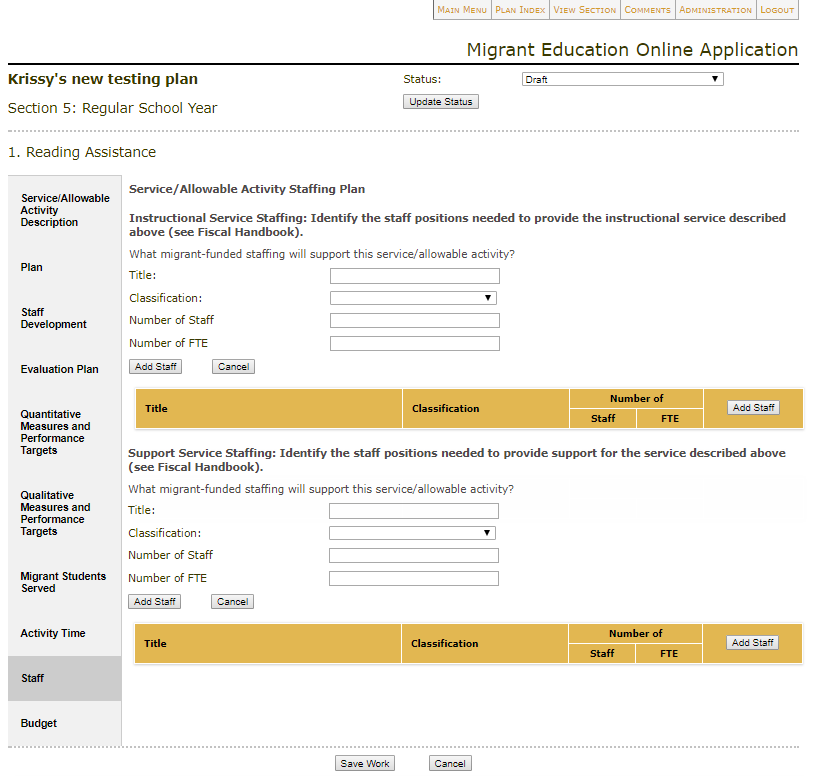 Main Menu Plan Index View Section Comments Administration Logout
Migrant Education Online Application
Krissy's new testing plan
Status:
Draft
Section 5: Regular School Year
Update Status
1. Reading Assistance
Service/Allowable
Activity
Description
Plan
Staff
Development
Evaluation Plan
Quantitative
Measures and
Performance
Targets
Qualitative
Measures and
Performance
Targets
Migrant Students
Served
Activity Time
Staff
Budget
Service/Allowable Activity Staffing Plan
Instructional Service Staffing: Identify the staff positions needed to provide the instructional service described
above (see Fiscal Handbook).
What migrant-funded staffing will support this service/allowable activity?
Title:
Classification:
Number of Staff
Number of FTE
Add Staff Cancel
Title Classification Number of Add Staff
Staff FTE
Support Service Staffing: Identify the staff positions needed to provide support for the service described above
(see Fiscal Handbook).
What migrant-funded staffing will support this service/allowable activity?
Title:
Classification:
Number of Staff
Number of FTE
Add Staff Cancel
Title Classification Number of Add Staff
Staff FTE
Save Work Cancel